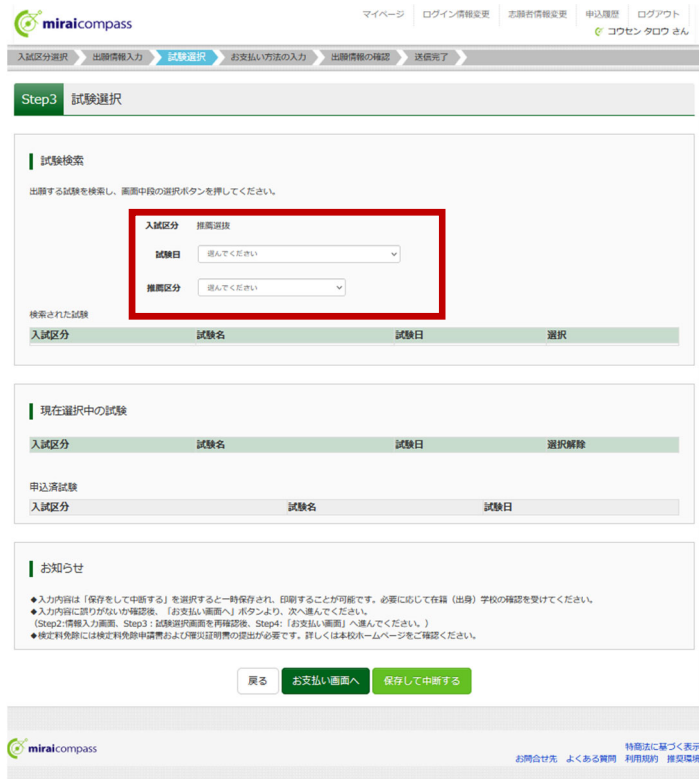 miraicompass
マイページ ログイン情報変更 志願者情報変更 申込履歴 ログアウト
コウセン タロウ さん
入試区分選択 出願情報入力 試験選択 お支払い方法の入力 出願情報の確認 送信完了
Step3 試験選択
試験検索
出願する試験を検索し、画面中段の選択ボタンを押してください。
入試区分 推薦選抜
試験日 選んでください
推薦区分 選んでください
検索された試験
入試区分 試験名 試験日 選択
現在選択中の試験
入試区分 試験名 試験日 選択解除
申込済試験
入試区分 試験名 試験日
お知らせ
◆入力内容は「保存をして中断する」を選択すると一時保存され、印刷することが可能です。必要に応じて在籍（出身）学校の確認を受けてください。
◆入力内容に誤りがないか確認後、「お支払い画面へ」ボタンより、次へ進んでください。
（Step2:情報入力画面、Step3：試験選択画面を再確認後、Step4:「お支払い画面」へ進んでください。）
◆検定料免除には検定料免除申請書および罹災証明書の提出が必要です。詳しくは本校ホームページをご確認ください。
戻る お支払い画面へ 保存して中断する
miraicompass
特商法に基づく表示
お問合せ先 よくある質問 利用規約 推奨環境